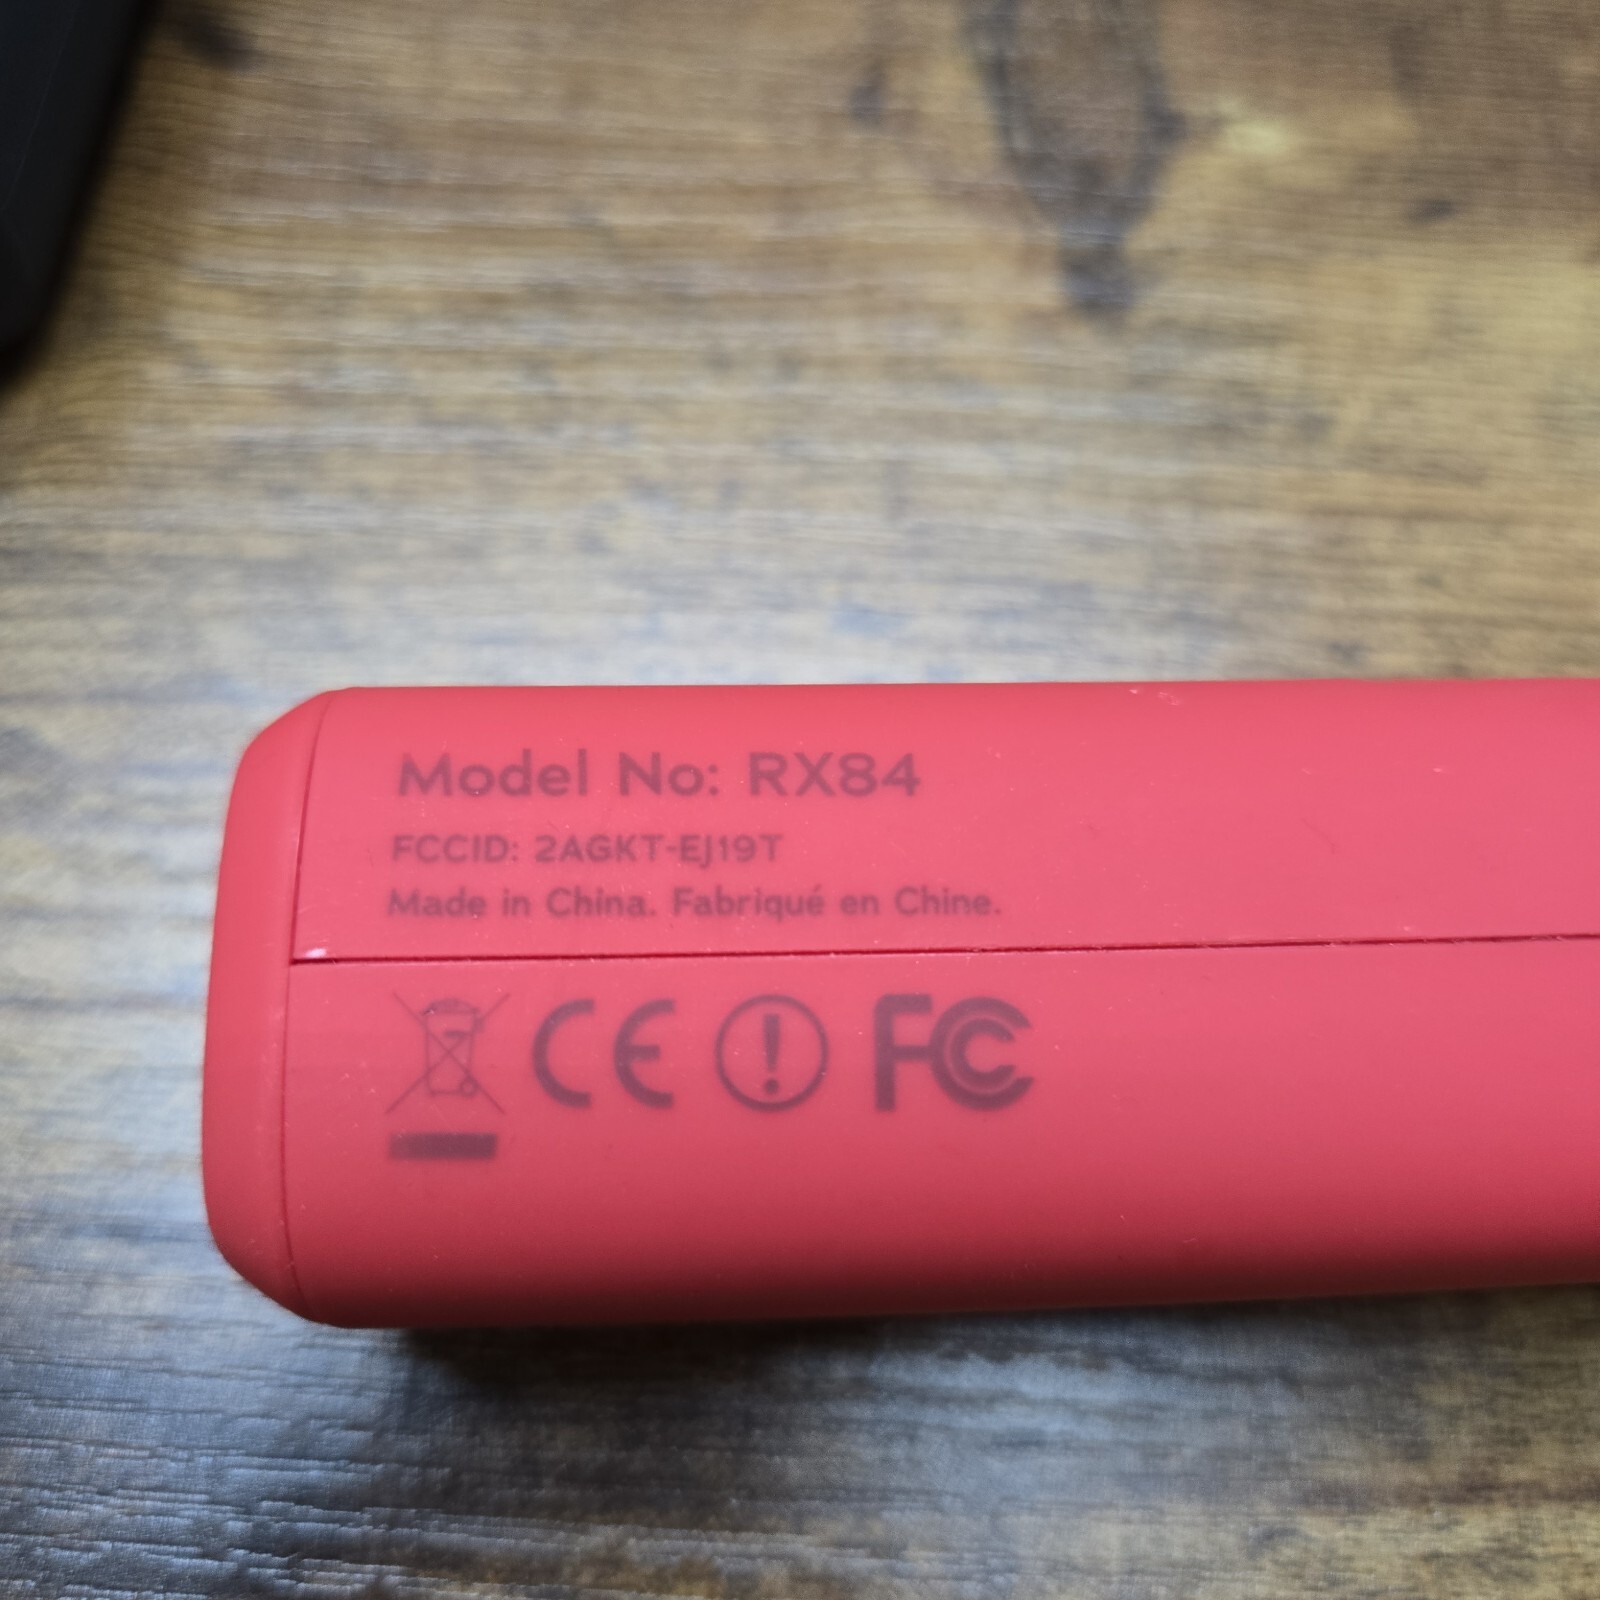 Model No: RX84
FCCID: 2AGKT-EJ19T
Made in China. Fabriqué en Chine.
CE ! FC